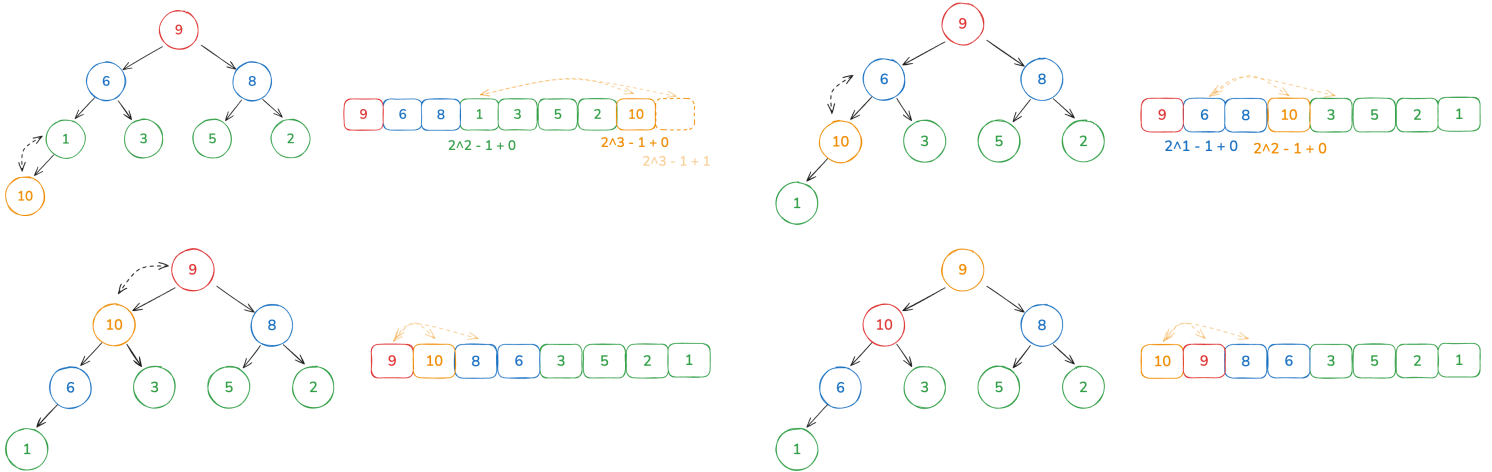 9
6 8
1 3 5 2
10
9 6 8 1 3 5 2 10
2^2 - 1 + 0 2^3 - 1 + 0
2^3 - 1 + 1
9
6 8
10 3 5 2
1
9 6 8 10 3 5 2 1
2^1 - 1 + 0 2^2 - 1 + 0
9
10 8
6 3 5 2
1
9 10 8 6 3 5 2 1
9
10 8
6 3 5 2
1
10 9 8 6 3 5 2 1